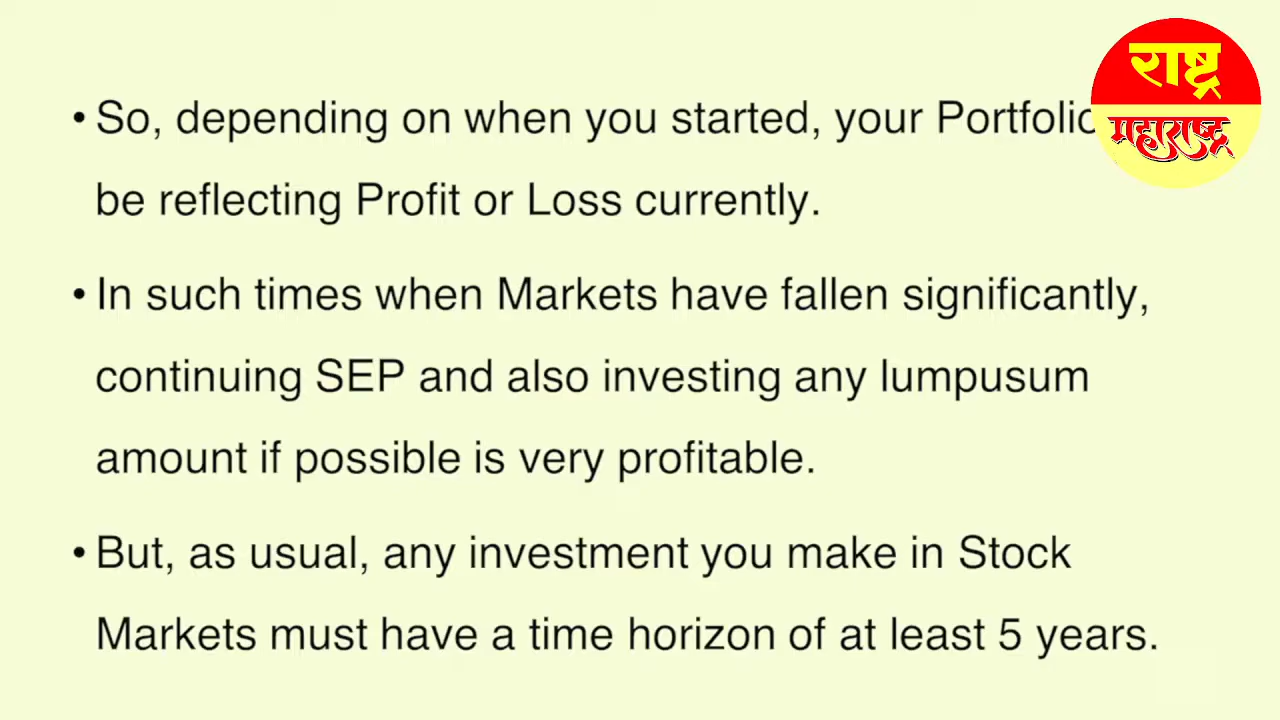 • So, depending on when you started, your Portfolio
be reflecting Profit or Loss currently.
• In such times when Markets have fallen significantly,
continuing SEP and also investing any lumpusum
amount if possible is very profitable.
• But, as usual, any investment you make in Stock
Markets must have a time horizon of at least 5 years.
राष्ट्र
महाराष्ट्र